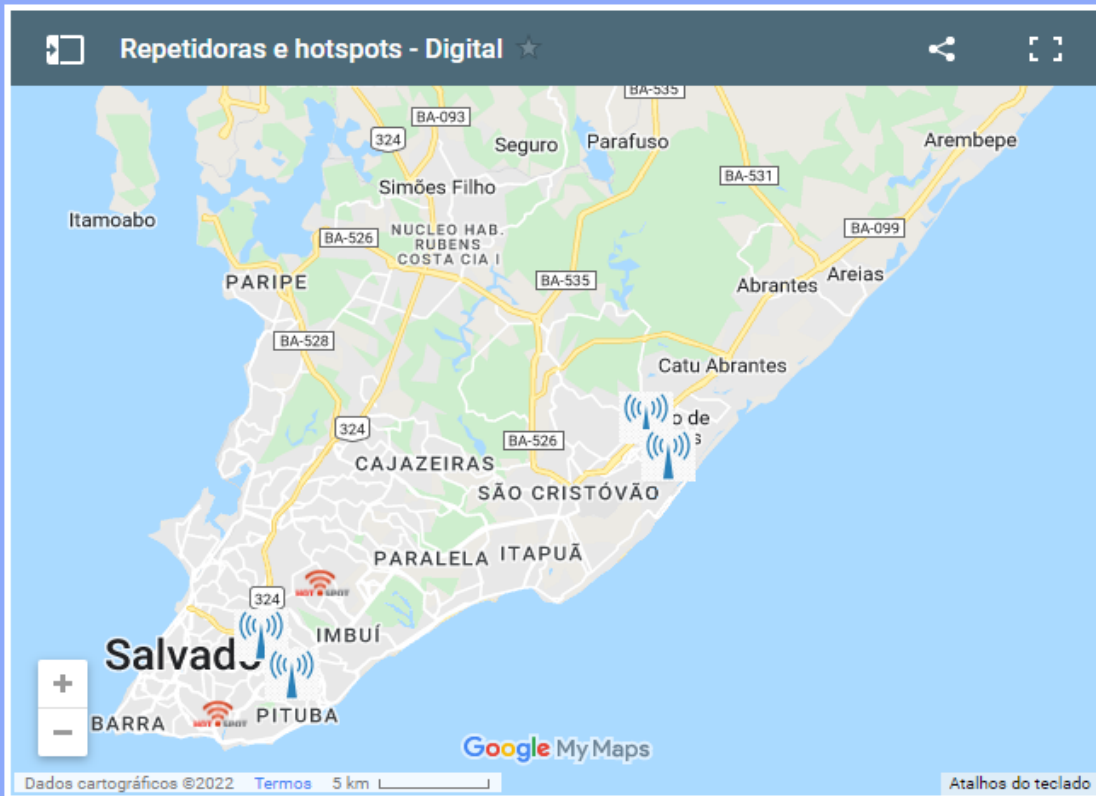 Repetidoras e hotspots - Digital
BA-535
BA-093
324
Seguro
Parafuso
Arembepe
BA-531
Simões Filho
Itamoabo
BA-099
NUCLEO HAB.
RUBENS
COSTA CIA I
BA-526
PARIPE
BA-535
Abrantes
Areias
BA-528
Catu Abrantes
o de
s
324
BA-526
CAJAZEIRAS
SÃO CRISTÓVÃO
PARALELA
ITAPUÃ
HOT SPOT
324
IMBUÍ
Salvado
+
HOT SPOT
PITUBA
BARRA
−
Google My Maps
Dados cartográficos ©2022 Termos 5 km
Atalhos do teclado